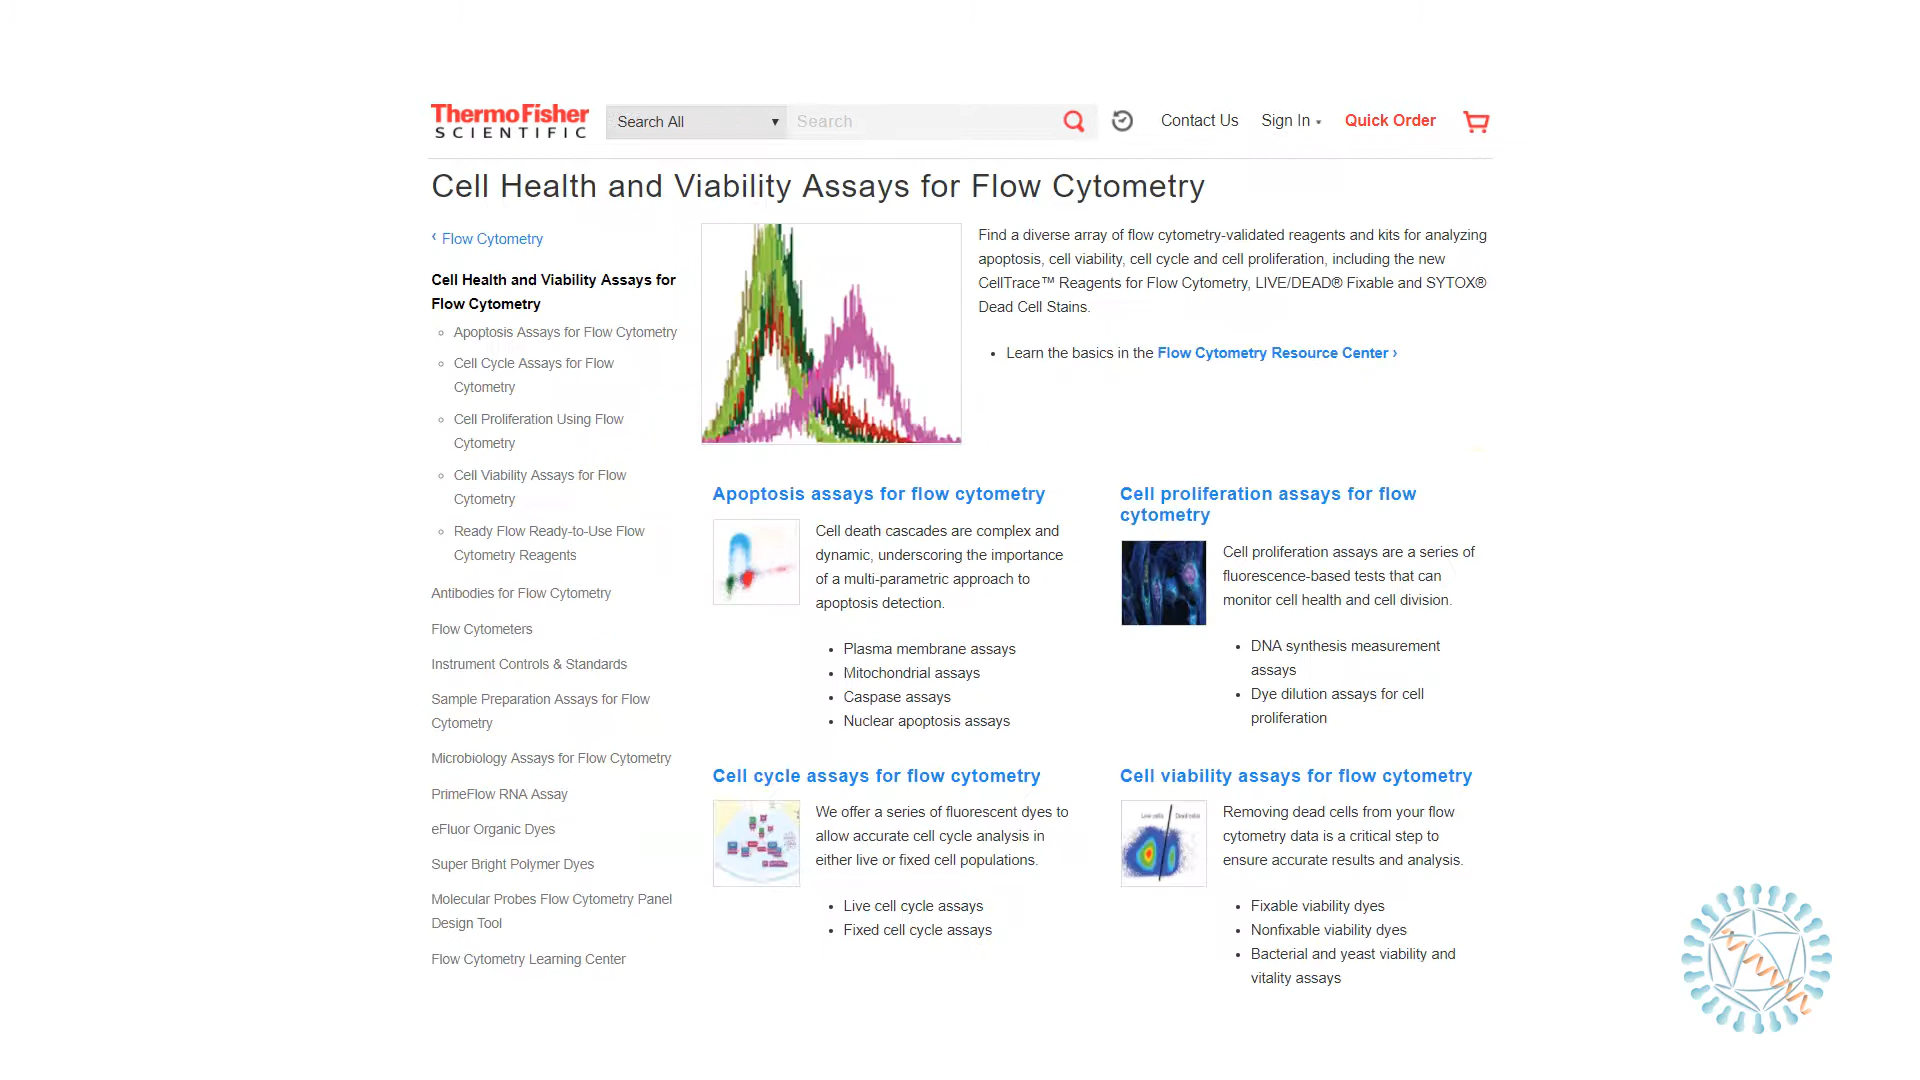 ThermoFisher
SCIENTIFIC
Search All
Search
Contact Us
Sign In
Quick Order
Cell Health and Viability Assays for Flow Cytometry
‹ Flow Cytometry
Cell Health and Viability Assays for
Flow Cytometry
Apoptosis Assays for Flow Cytometry
Cell Cycle Assays for Flow
Cytometry
Cell Proliferation Using Flow
Cytometry
Cell Viability Assays for Flow
Cytometry
Ready Flow Ready-to-Use Flow
Cytometry Reagents
Antibodies for Flow Cytometry
Flow Cytometers
Instrument Controls & Standards
Sample Preparation Assays for Flow
Cytometry
Microbiology Assays for Flow Cytometry
PrimeFlow RNA Assay
eFluor Organic Dyes
Super Bright Polymer Dyes
Molecular Probes Flow Cytometry Panel
Design Tool
Flow Cytometry Learning Center
Find a diverse array of flow cytometry-validated reagents and kits for analyzing
apoptosis, cell viability, cell cycle and cell proliferation, including the new
CellTrace™ Reagents for Flow Cytometry, LIVE/DEAD® Fixable and SYTOX®
Dead Cell Stains.
• Learn the basics in the Flow Cytometry Resource Center ›
Apoptosis assays for flow cytometry
Cell death cascades are complex and
dynamic, underscoring the importance
of a multi-parametric approach to
apoptosis detection.
• Plasma membrane assays
• Mitochondrial assays
• Caspase assays
• Nuclear apoptosis assays
Cell proliferation assays for flow
cytometry
Cell proliferation assays are a series of
fluorescence-based tests that can
monitor cell health and cell division.
• DNA synthesis measurement
assays
• Dye dilution assays for cell
proliferation
Cell cycle assays for flow cytometry
We offer a series of fluorescent dyes to
allow accurate cell cycle analysis in
either live or fixed cell populations.
• Live cell cycle assays
• Fixed cell cycle assays
Cell viability assays for flow cytometry
Live cells
Dead cells
Removing dead cells from your flow
cytometry data is a critical step to
ensure accurate results and analysis.
• Fixable viability dyes
• Nonfixable viability dyes
• Bacterial and yeast viability and
vitality assays